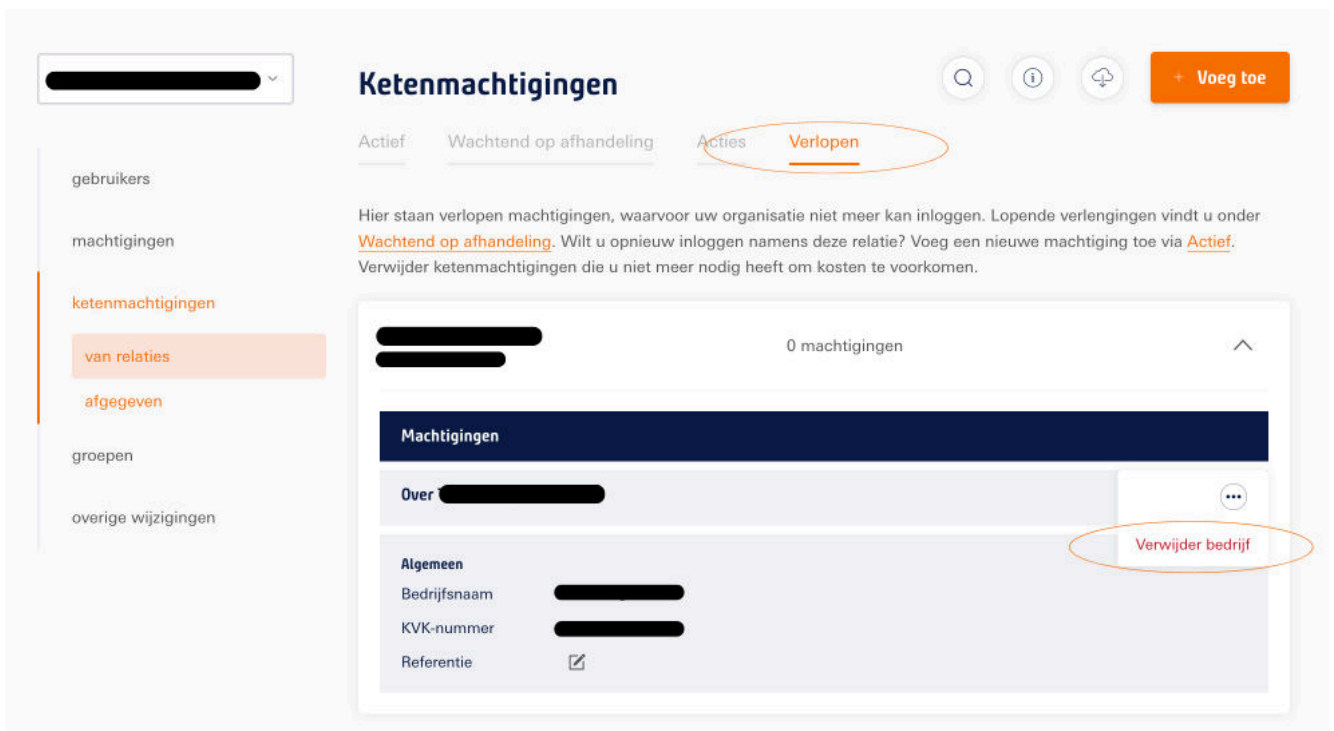 Ketenmachtigingen
+ Voeg toe
Actief Wachtend op afhandeling Acties Verlopen
gebruikers
machtigingen
ketenmachtigingen
van relaties
afgegeven
groepen
overige wijzigingen
Hier staan verlopen machtigingen, waarvoor uw organisatie niet meer kan inloggen. Lopende verlengingen vindt u onder
Wachtend op afhandeling. Wilt u opnieuw inloggen namens deze relatie? Voeg een nieuwe machtiging toe via Actief.
Verwijder ketenmachtigingen die u niet meer nodig heeft om kosten te voorkomen.
0 machtigingen
Machtigingen
Over
Verwijder bedrijf
Algemeen
Bedrijfsnaam
KVK-nummer
Referentie